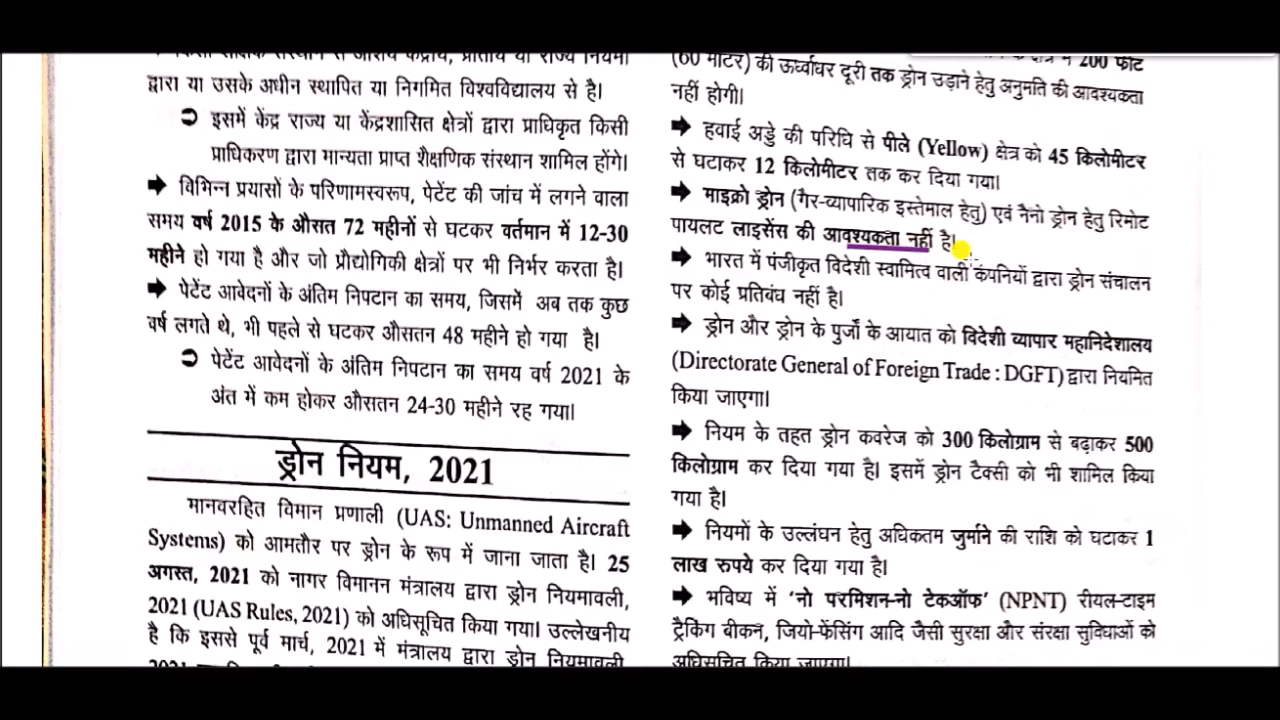 द्वारा या उसके अधीन स्थापित या निगमित विश्वविद्यालय से है।
➲ इसमें केंद्र राज्य या केंद्रशासित क्षेत्रों द्वारा प्राधिकृत किसी
प्राधिकरण द्वारा मान्यता प्राप्त शैक्षणिक संस्थान शामिल होंगे।
➡ विभिन्न प्रयासों के परिणामस्वरूप, पेटेंट की जांच में लगने वाला
समय वर्ष 2015 के औसत 72 महीनों से घटकर वर्तमान में 12-30
महीने हो गया है और जो प्रौद्योगिकी क्षेत्रों पर भी निर्भर करता है।
➡ पेटेंट आवेदनों के अंतिम निपटान का समय, जिसमें अब तक कुछ
वर्ष लगते थे, भी पहले से घटकर औसतन 48 महीने हो गया है।
➲ पेटेंट आवेदनों के अंतिम निपटान का समय वर्ष 2021 के
अंत में कम होकर औसतन 24-30 महीने रह गया।
ड्रोन नियम, 2021
मानवरहित विमान प्रणाली (UAS: Unmanned Aircraft
Systems) को आमतौर पर ड्रोन के रूप में जाना जाता है। 25
अगस्त, 2021 को नागर विमानन मंत्रालय द्वारा ड्रोन नियमावली,
2021 (UAS Rules, 2021) को अधिसूचित किया गया। उल्लेखनीय
है कि इससे पूर्व मार्च, 2021 में मंत्रालय द्वारा ड्रोन नियमावली,
200 फीट
(60 मीटर) की ऊर्ध्वाधर दूरी तक ड्रोन उड़ाने हेतु अनुमति की आवश्यकता
नहीं होगी।
➡ हवाई अड्डे की परिधि से पीले (Yellow) क्षेत्र को 45 किलोमीटर
से घटाकर 12 किलोमीटर तक कर दिया गया।
➡ माइक्रो ड्रोन (गैर-व्यापारिक इस्तेमाल हेतु) एवं नैनो ड्रोन हेतु रिमोट
पायलट लाइसेंस की आवश्यकता नहीं है।
➡ भारत में पंजीकृत विदेशी स्वामित्व वाली कंपनियों द्वारा ड्रोन संचालन
पर कोई प्रतिबंध नहीं है।
➡ ड्रोन और ड्रोन के पुर्जों के आयात को विदेशी व्यापार महानिदेशालय
(Directorate General of Foreign Trade : DGFT) द्वारा नियमित
किया जाएगा।
➡ नियम के तहत ड्रोन कवरेज को 300 किलोग्राम से बढ़ाकर 500
किलोग्राम कर दिया गया है। इसमें ड्रोन टैक्सी को भी शामिल किया
गया है।
➡ नियमों के उल्लंघन हेतु अधिकतम जुर्माने की राशि को घटाकर 1
लाख रुपये कर दिया गया है।
➡ भविष्य में 'नो परमिशन-नो टेकऑफ' (NPNT) रीयल-टाइम
ट्रैकिंग बीकन, जियो-फेंसिंग आदि जैसी सुरक्षा और संरक्षा सुविधाओं को
अधिसूचित किया जाएगा।